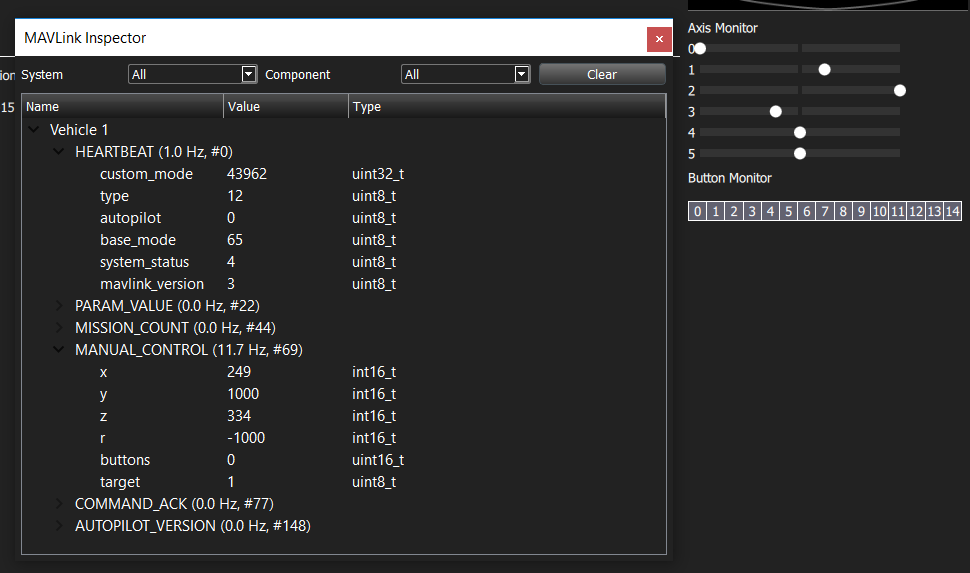 MAVLink Inspector
ion
System All Component All Clear
15
Name Value Type
Vehicle 1
HEARTBEAT (1.0 Hz, #0)
custom_mode 43962 uint32_t
type 12 uint8_t
autopilot 0 uint8_t
base_mode 65 uint8_t
system_status 4 uint8_t
mavlink_version 3 uint8_t
PARAM_VALUE (0.0 Hz, #22)
MISSION_COUNT (0.0 Hz, #44)
MANUAL_CONTROL (11.7 Hz, #69)
x 249 int16_t
y 1000 int16_t
z 334 int16_t
r -1000 int16_t
buttons 0 uint16_t
target 1 uint8_t
COMMAND_ACK (0.0 Hz, #77)
AUTOPILOT_VERSION (0.0 Hz, #148)
Axis Monitor
0
1
2
3
4
5
Button Monitor
0 1 2 3 4 5 6 7 8 9 10 11 12 13 14